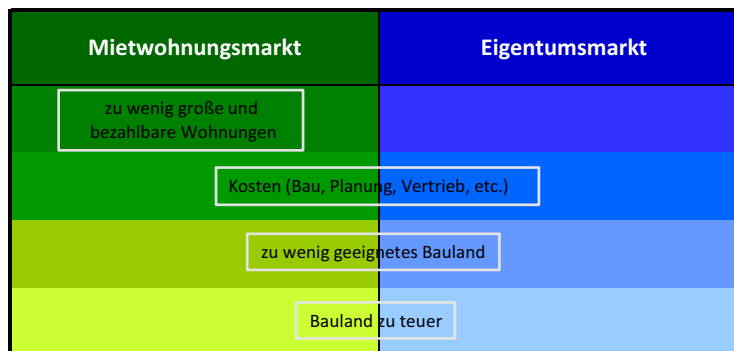 Mietwohnungsmarkt
Eigentumsmarkt
zu wenig große und
bezahlbare Wohnungen
Kosten (Bau, Planung, Vertrieb, etc.)
zu wenig geeignetes Bauland
Bauland zu teuer